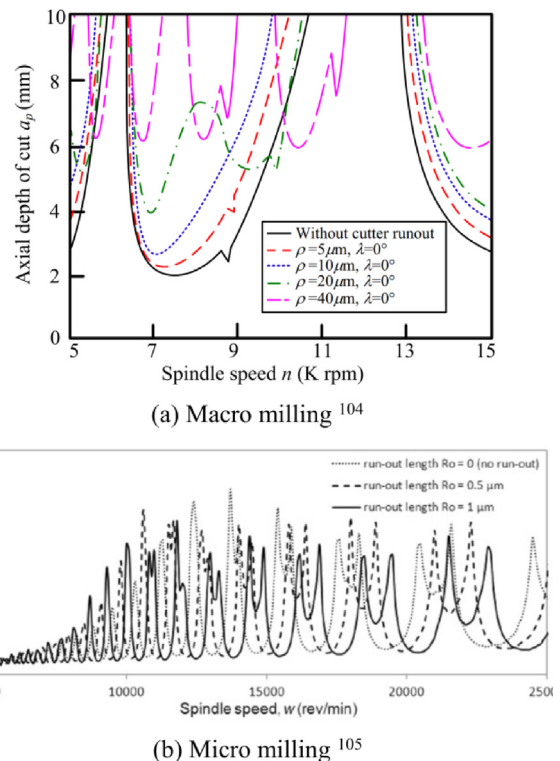 10
8
6
4
2
0
Axial depth of cut a_p (mm)
Without cutter runout
ρ=5μm, λ=0°
ρ=10μm, λ=0°
ρ=20μm, λ=0°
ρ=40μm, λ=0°
5 7 9 11 13 15
Spindle speed n (K rpm)
(a) Macro milling 104
run-out length Ro = 0 (no run-out)
run-out length Ro = 0.5 μm
run-out length Ro = 1 μm
10000 15000 20000 2500
Spindle speed, w (rev/min)
(b) Micro milling 105